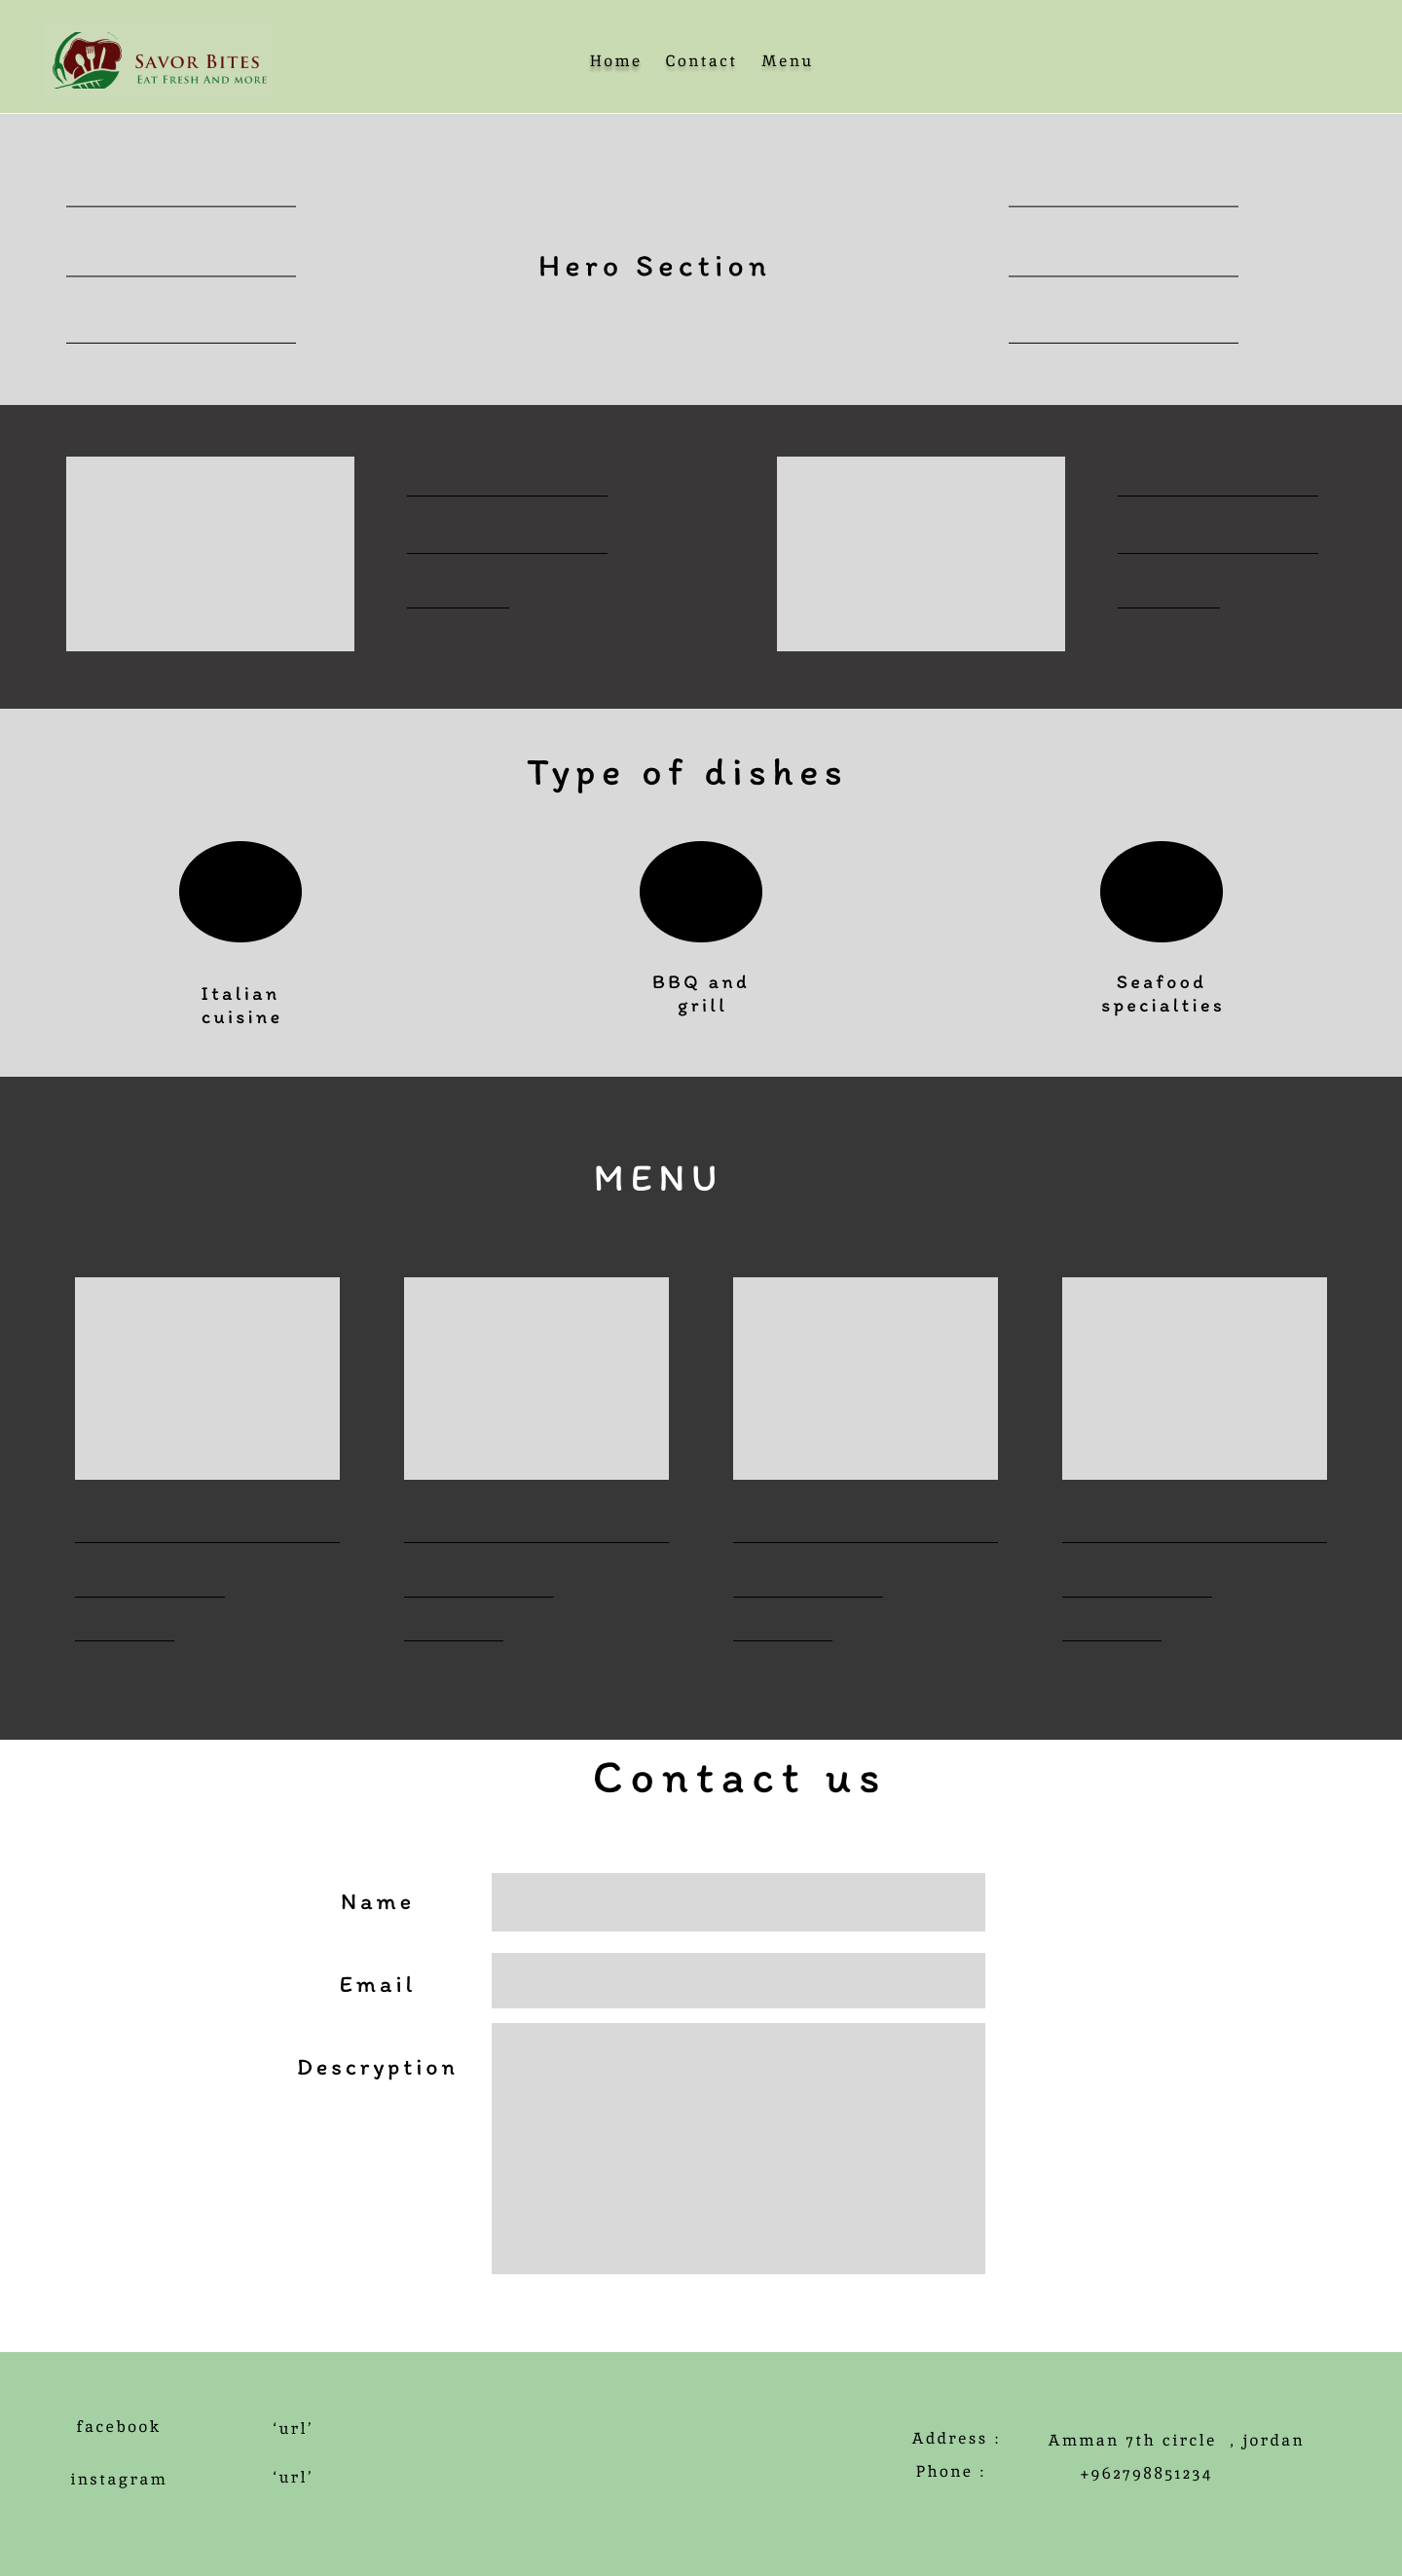 SAVOR BITES
EAT FRESH AND MORE
Home Contact Menu
Hero Section
Type of dishes
Italian
cuisine
BBQ and
grill
Seafood
specialties
MENU
Contact us
Name
Email
Descryption
facebook ‘url’
instagram ‘url’
Address : Amman 7th circle , jordan
Phone : +962798851234